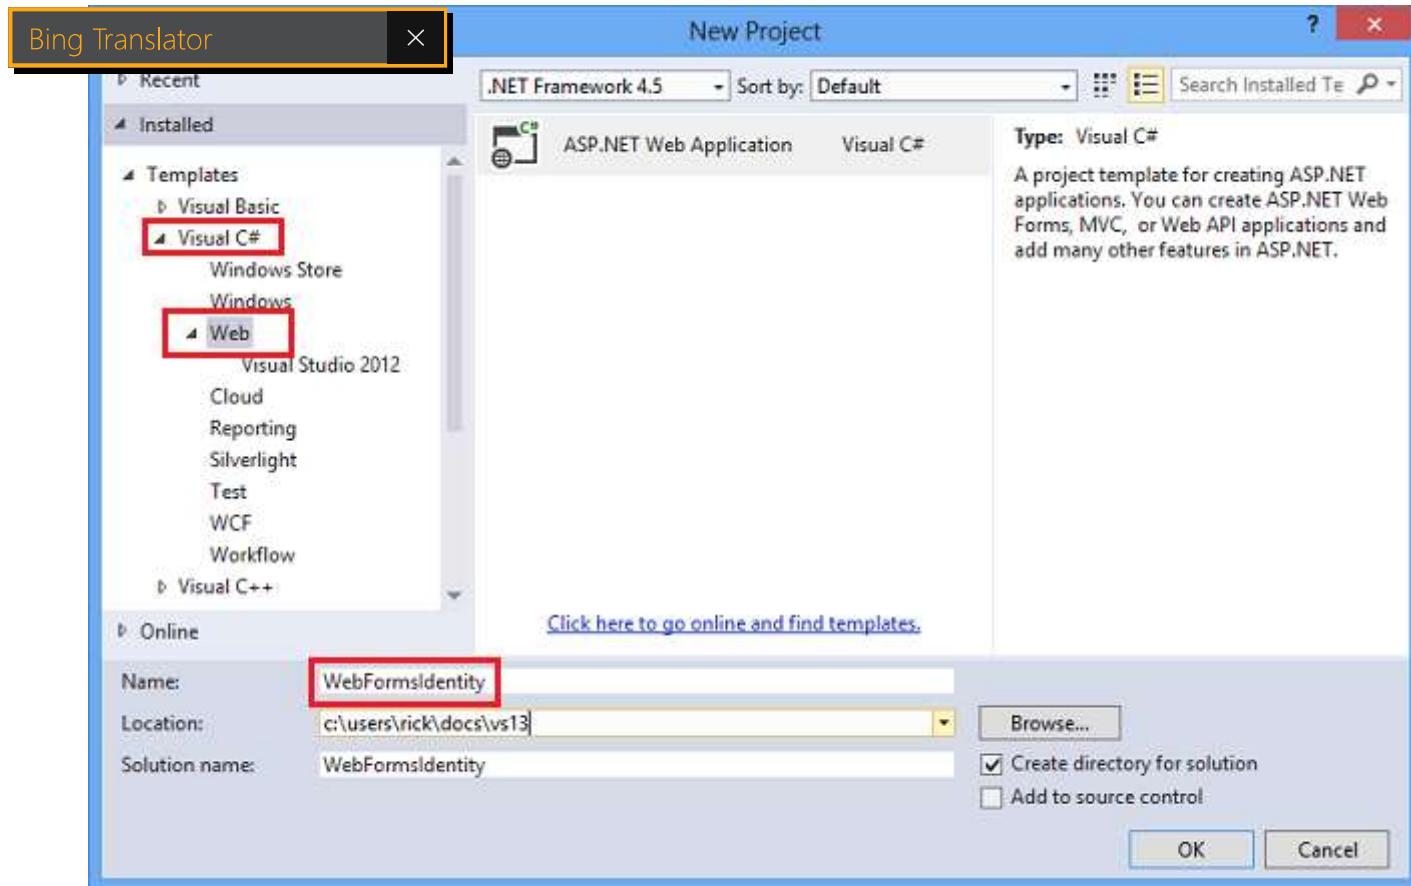 Bing Translator
New Project
?
Recent
.NET Framework 4.5
Sort by:
Default
Search Installed Te
Installed
Templates
Visual Basic
Visual C#
Windows Store
Windows
Web
Visual Studio 2012
Cloud
Reporting
Silverlight
Test
WCF
Workflow
Visual C++
Online
C#
ASP.NET Web Application
Visual C#
Click here to go online and find templates.
Type: Visual C#
A project template for creating ASP.NET
applications. You can create ASP.NET Web
Forms, MVC, or Web API applications and
add many other features in ASP.NET.
Name:
WebFormsIdentity
Location:
c:\users\rick\docs\vs13
Browse...
Solution name:
WebFormsIdentity
Create directory for solution
Add to source control
OK
Cancel